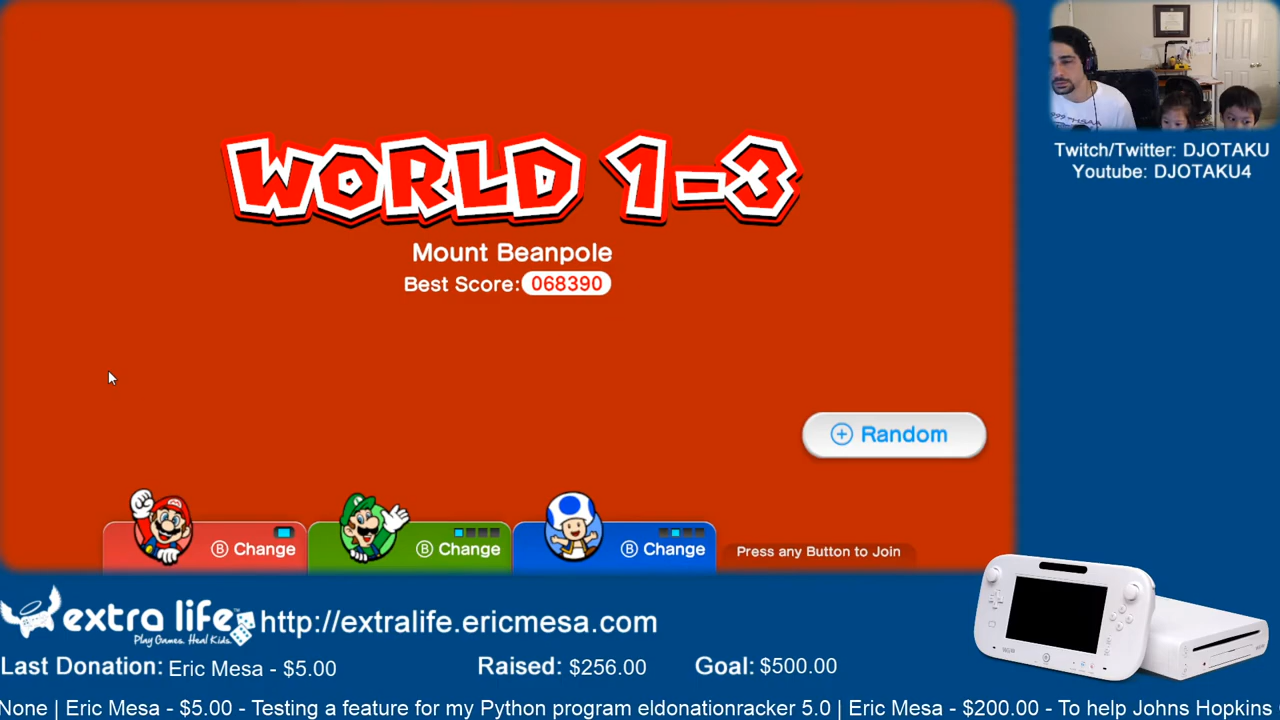 WORLD 1-3
Mount Beanpole
Best Score: 068390
Twitch/Twitter: DJOTAKU
Youtube: DJOTAKU4
+ Random
B Change
B Change
B Change
Press any Button to Join
extra life
Play Games. Heal Kids.
http://extralife.ericmesa.com
Last Donation: Eric Mesa - $5.00
Raised: $256.00
Goal: $500.00
None | Eric Mesa - $5.00 - Testing a feature for my Python program eldonationracker 5.0 | Eric Mesa - $200.00 - To help Johns Hopkins